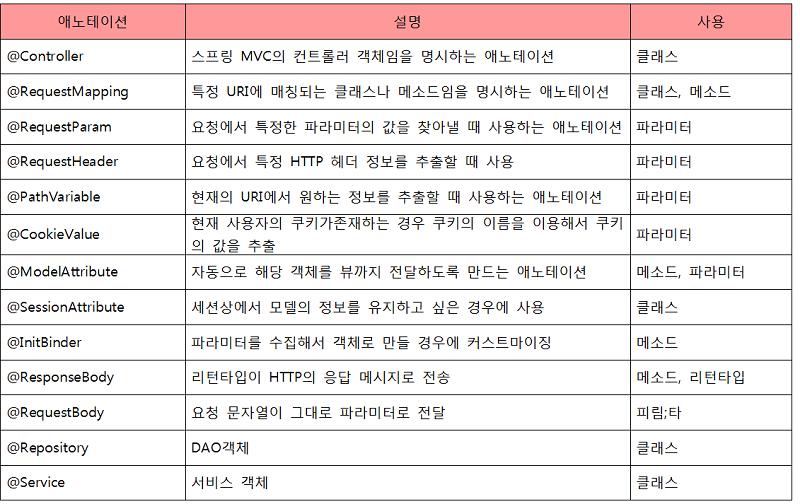 애노테이션 설명 사용
@Controller 스프링 MVC의 컨트롤러 객체임을 명시하는 애노테이션 클래스
@RequestMapping 특정 URI에 매칭되는 클래스나 메소드임을 명시하는 애노테이션 클래스, 메소드
@RequestParam 요청에서 특정한 파라미터의 값을 찾아낼 때 사용하는 애노테이션 파라미터
@RequestHeader 요청에서 특정 HTTP 헤더 정보를 추출할 때 사용 파라미터
@PathVariable 현재의 URI에서 원하는 정보를 추출할 때 사용하는 애노테이션 파라미터
@CookieValue 현재 사용자의 쿠키가존재하는 경우 쿠키의 이름을 이용해서 쿠키
의 값을 추출 파라미터
@ModelAttribute 자동으로 해당 객체를 뷰까지 전달하도록 만드는 애노테이션 메소드, 파라미터
@SessionAttribute 세션상에서 모델의 정보를 유지하고 싶은 경우에 사용 클래스
@InitBinder 파라미터를 수집해서 객체로 만들 경우에 커스트마이징 메소드
@ResponseBody 리턴타입이 HTTP의 응답 메시지로 전송 메소드, 리턴타입
@RequestBody 요청 문자열이 그대로 파라미터로 전달 피림;타
@Repository DAO객체 클래스
@Service 서비스 객체 클래스